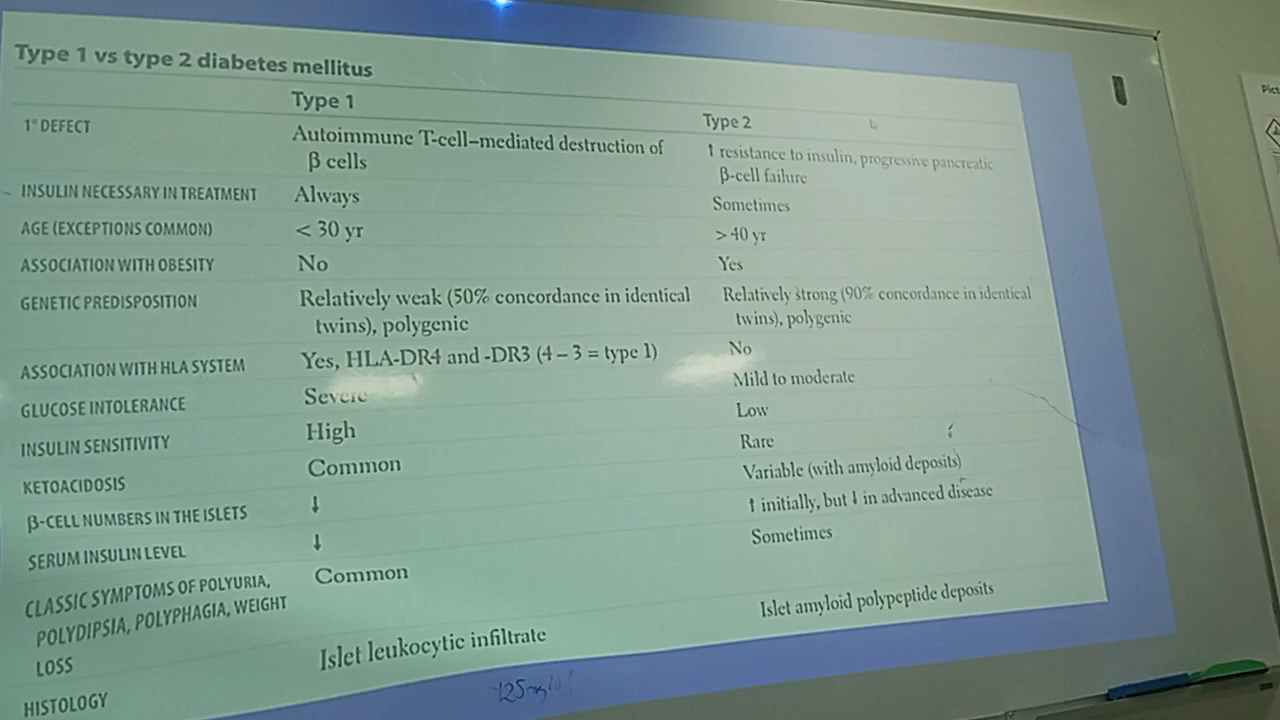 Type 1 vs type 2 diabetes mellitus
Type 1
Type 2
1° DEFECT
Autoimmune T-cell–mediated destruction of
β cells
↑ resistance to insulin, progressive pancreatic
β-cell failure
INSULIN NECESSARY IN TREATMENT
Always
Sometimes
AGE (EXCEPTIONS COMMON)
< 30 yr
> 40 yr
ASSOCIATION WITH OBESITY
No
Yes
GENETIC PREDISPOSITION
Relatively weak (50% concordance in identical
twins), polygenic
Relatively strong (90% concordance in identical
twins), polygenic
ASSOCIATION WITH HLA SYSTEM
Yes, HLA-DR4 and -DR3 (4 – 3 = type 1)
No
GLUCOSE INTOLERANCE
Severe
Mild to moderate
INSULIN SENSITIVITY
High
Low
KETOACIDOSIS
Common
Rare
β-CELL NUMBERS IN THE ISLETS
↓
Variable (with amyloid deposits)
SERUM INSULIN LEVEL
↓
↑ initially, but ↓ in advanced disease
CLASSIC SYMPTOMS OF POLYURIA,
POLYDIPSIA, POLYPHAGIA, WEIGHT
LOSS
Common
Sometimes
HISTOLOGY
Islet leukocytic infiltrate
Islet amyloid polypeptide deposits